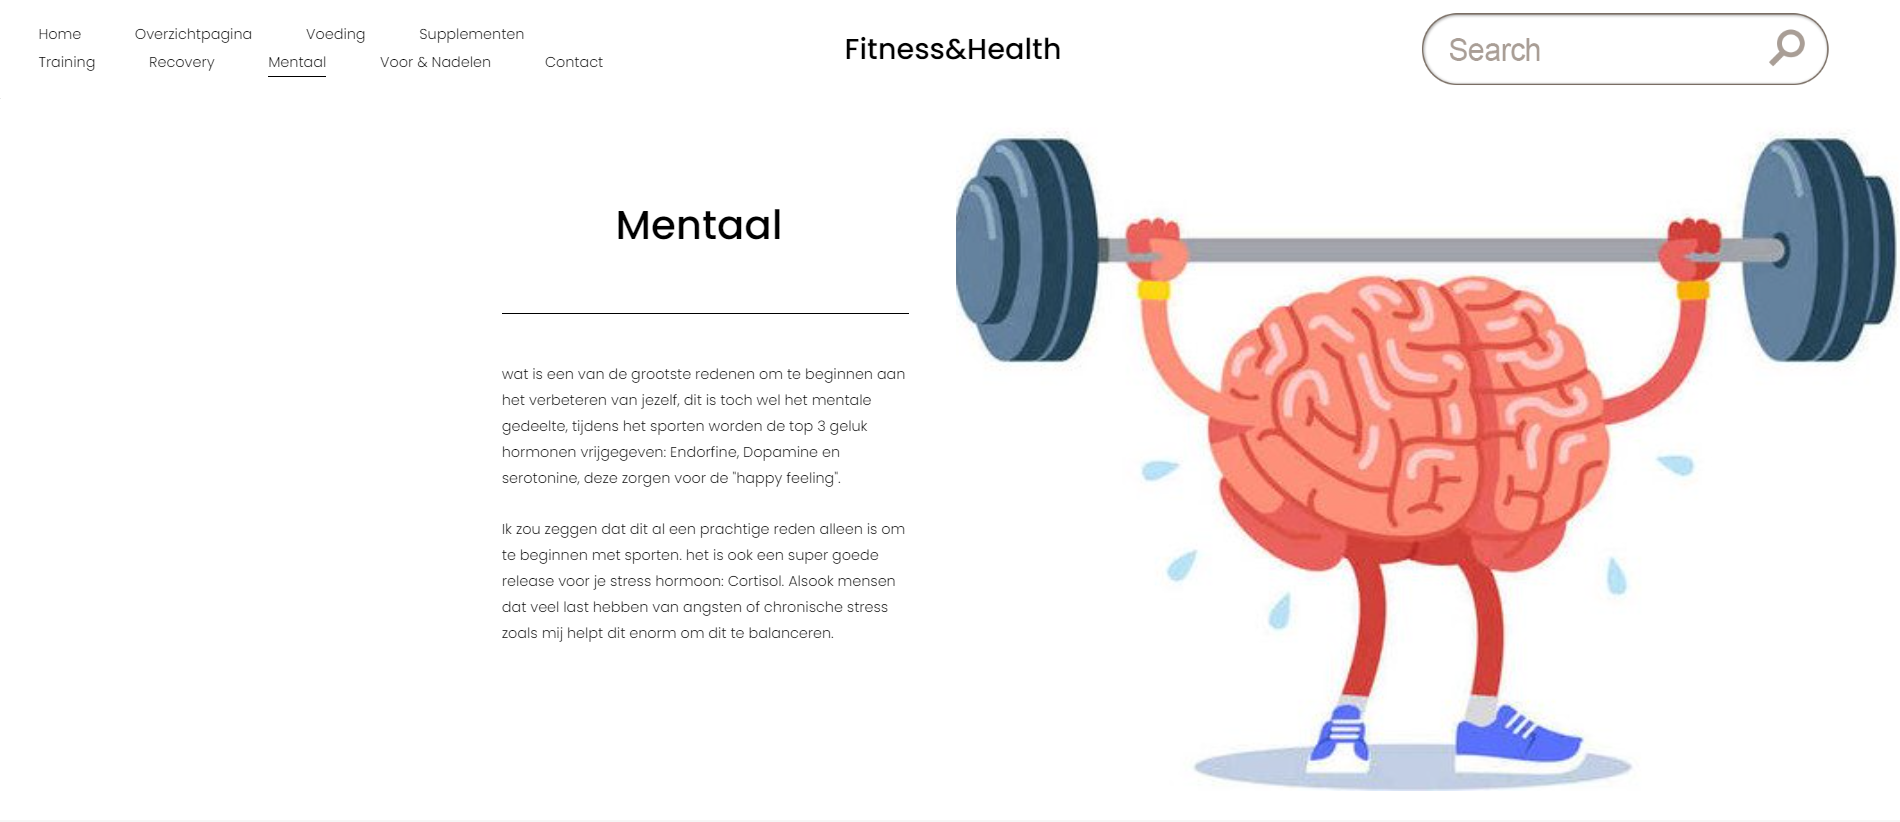 Home Overzichtpagina Voeding Supplementen
Training Recovery Mentaal Voor & Nadelen Contact
Fitness&Health
Search
Mentaal
wat is een van de grootste redenen om te beginnen aan
het verbeteren van jezelf, dit is toch wel het mentale
gedeelte, tijdens het sporten worden de top 3 geluk
hormonen vrijgegeven: Endorfine, Dopamine en
serotonine, deze zorgen voor de "happy feeling".
Ik zou zeggen dat dit al een prachtige reden alleen is om
te beginnen met sporten. het is ook een super goede
release voor je stress hormoon: Cortisol. Alsook mensen
dat veel last hebben van angsten of chronische stress
zoals mij helpt dit enorm om dit te balanceren.